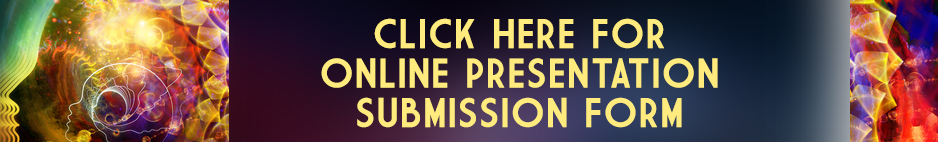 CLICK HERE FOR
ONLINE PRESENTATION
SUBMISSION FORM